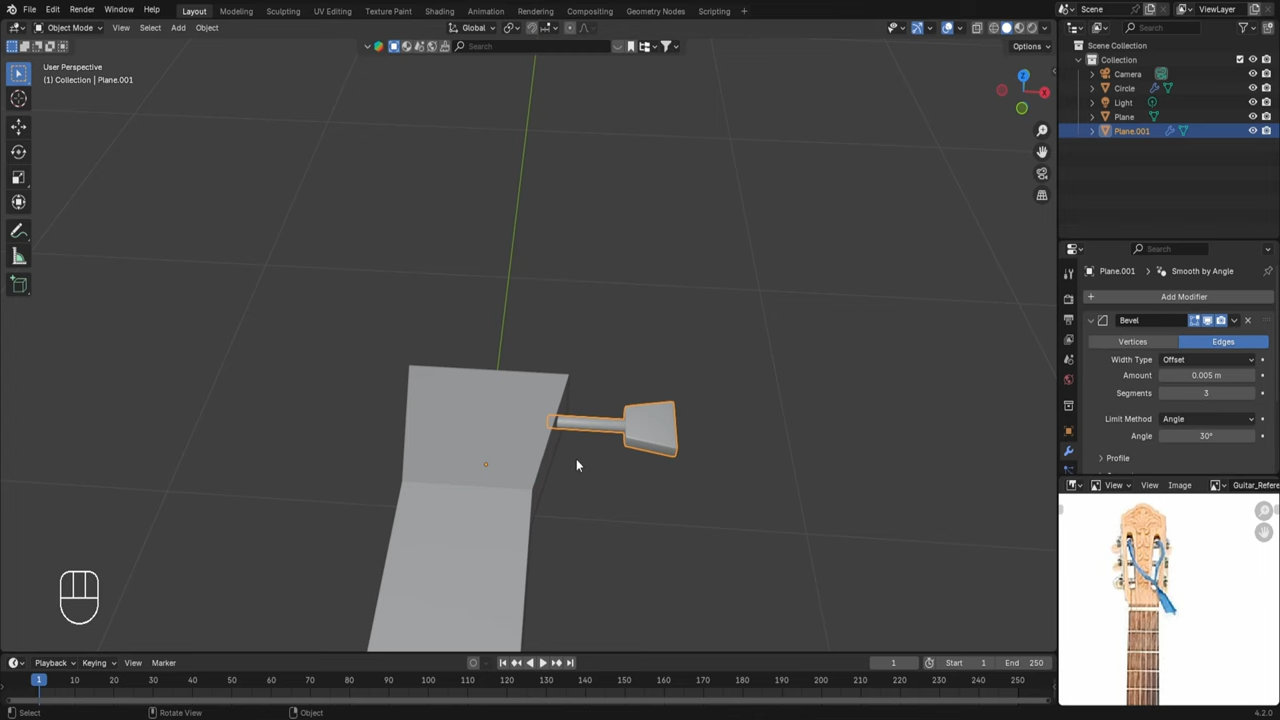 File Edit Render Window Help Layout Modeling Sculpting UV Editing Texture Paint Shading Animation Rendering Compositing Geometry Nodes Scripting Scene ViewLayer
Object Mode View Select Add Object Global Search
Search Options
User Perspective
(1) Collection | Plane.001
Z
X
Scene Collection
Collection
Camera
Circle
Light
Plane
Plane.001
Search
Plane.001 > Smooth by Angle
+ Add Modifier
Bevel
Vertices Edges
Width Type Offset
Amount 0.005 m
Segments 3
Limit Method Angle
Angle 30°
Profile
View View Image Guitar_Refere
Playback Keying View Marker 1 Start 1 End 250
1 10 20 30 40 50 60 70 80 90 100 110 120 130 140 150 160 170 180 190 200 210 220 230 240 250
Select Rotate View Object 4.2.0